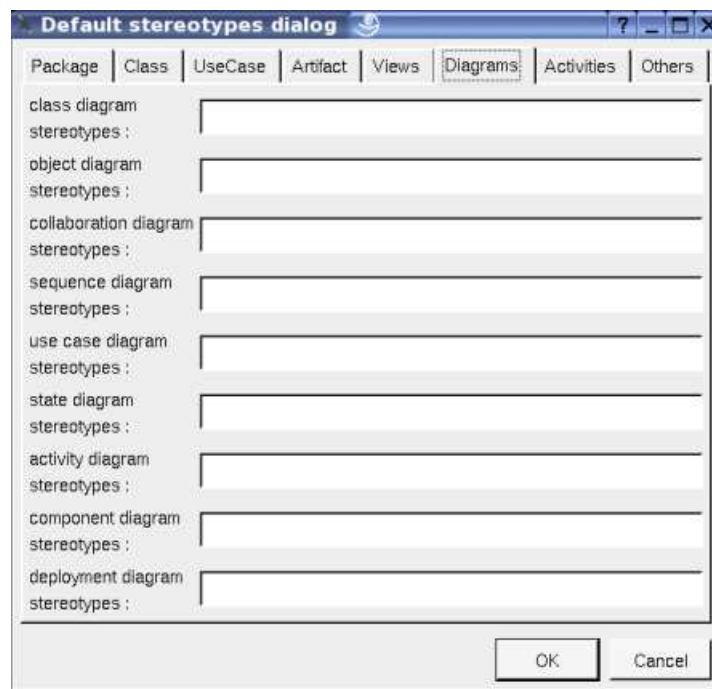 Default stereotypes dialog ? _ X
Package Class UseCase Artifact Views Diagrams Activities Others
class diagram
stereotypes :
object diagram
stereotypes :
collaboration diagram
stereotypes :
sequence diagram
stereotypes :
use case diagram
stereotypes :
state diagram
stereotypes :
activity diagram
stereotypes :
component diagram
stereotypes :
deployment diagram
stereotypes :
OK Cancel